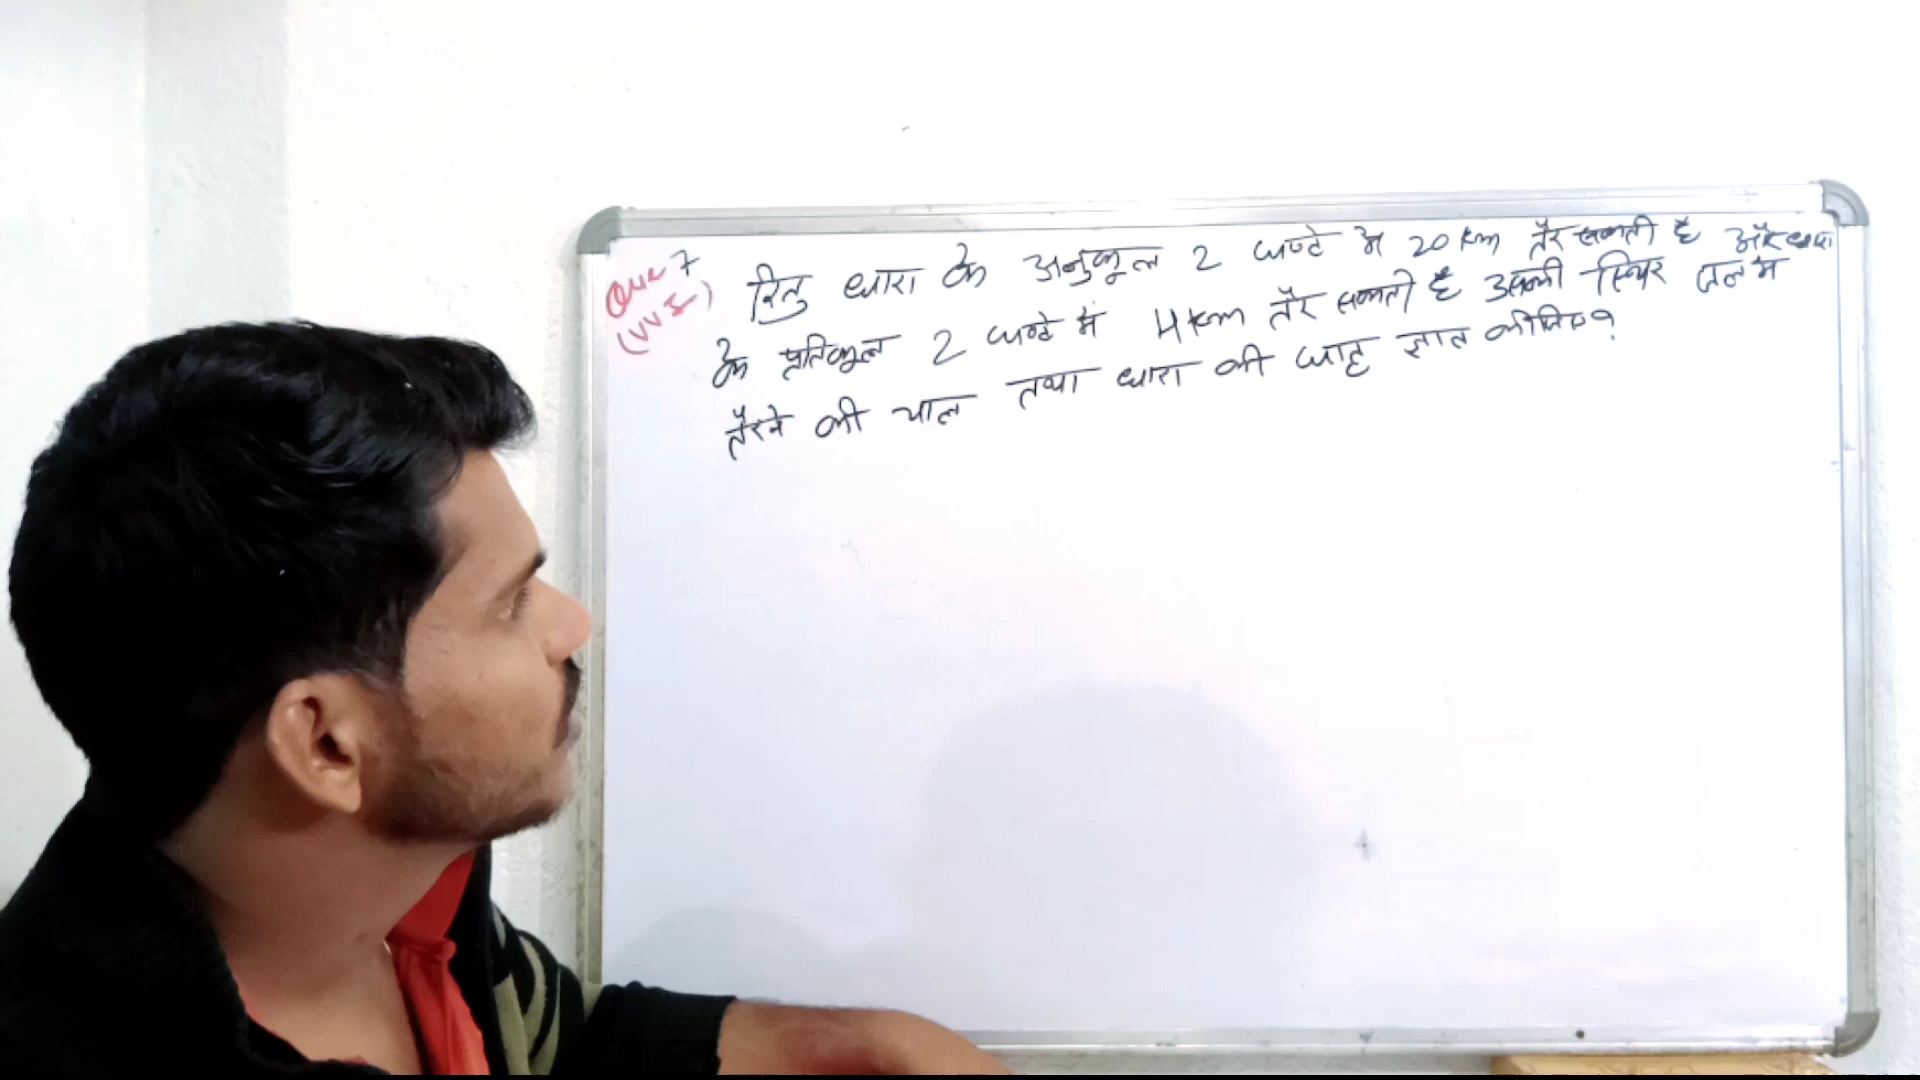 Que 7 रितु धारा के अनुकूल 2 घण्टे मे 20 km तैर सकती है और धारा
(VVI) के प्रतिकूल 2 घण्टे में 4 km तैर सकती है उसकी स्थिर जल मे
तैरने की चाल तथा धारा की चाल ज्ञात कीजिए?